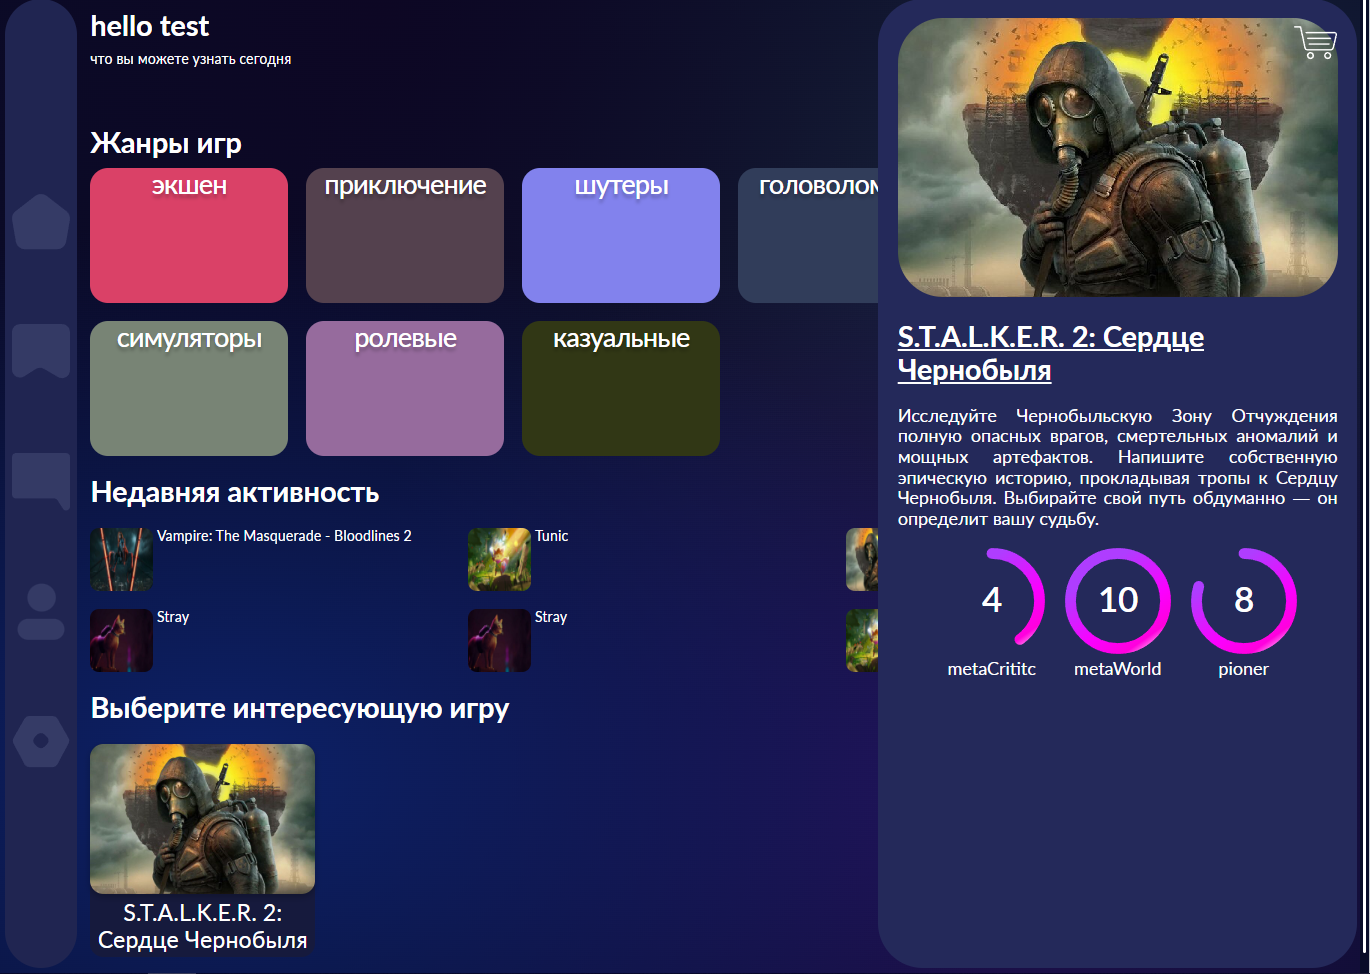 hello test
что вы можете узнать сегодня
Жанры игр
экшен
приключение
шутеры
головолом
симуляторы
ролевые
казуальные
Недавняя активность
Vampire: The Masquerade - Bloodlines 2
Tunic
Stray
Stray
Выберите интересующую игру
S.T.A.L.K.E.R. 2:
Сердце Чернобыля
S.T.A.L.K.E.R. 2: Сердце
Чернобыля
Исследуйте Чернобыльскую Зону Отчуждения
полную опасных врагов, смертельных аномалий и
мощных артефактов. Напишите собственную
эпическую историю, прокладывая тропы к Сердцу
Чернобыля. Выбирайте свой путь обдуманно — он
определит вашу судьбу.
4
10
8
metaCrititc
metaWorld
pioner